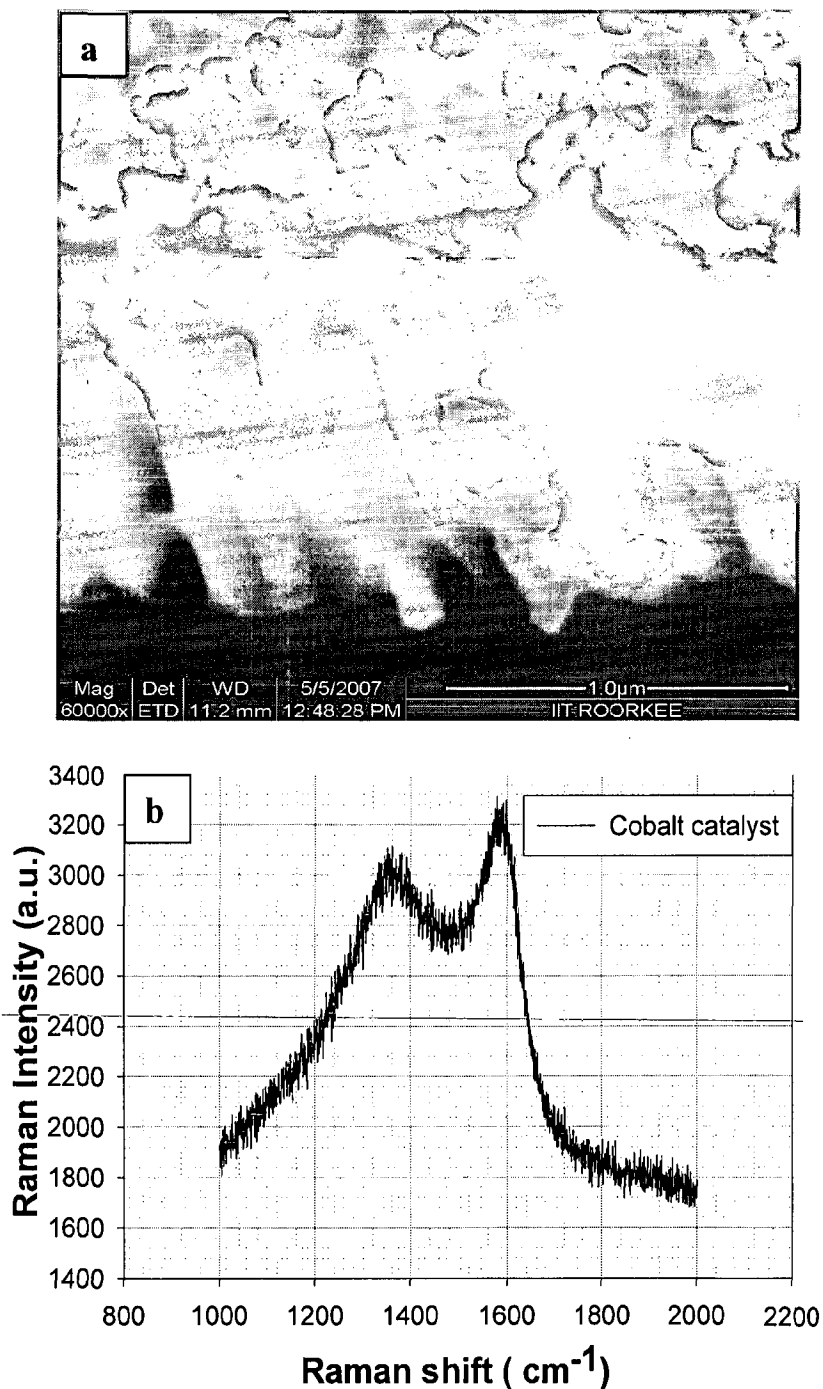 a
Mag Det WD 5/5/2007 1.0µm
60000x ETD 11.2 mm 12:48:28 PM IIT ROORKEE
b
Cobalt catalyst
Raman Intensity (a.u.)
3400
3200
3000
2800
2600
2400
2200
2000
1800
1600
1400
800 1000 1200 1400 1600 1800 2000 2200
Raman shift ( cm-1)